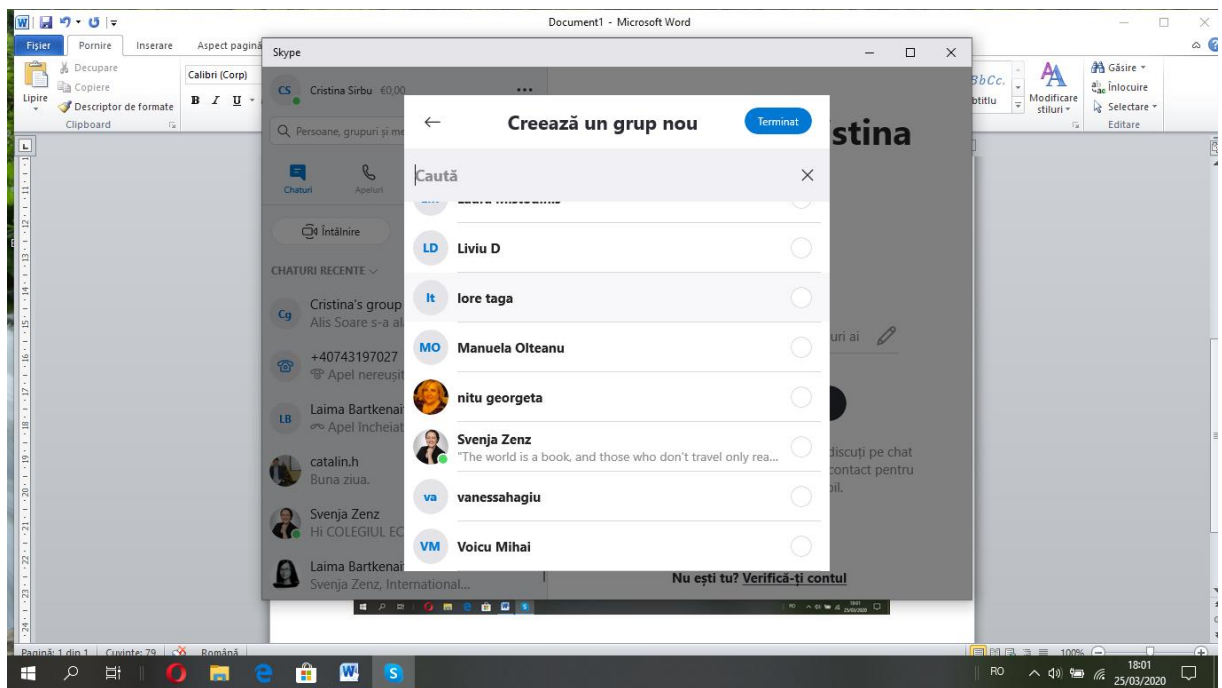 Document1 - Microsoft Word
Fișier Pornire Inserare Aspect pagină
Lipire
Decupare
Copiere
Descriptor de formate
Clipboard
Calibri (Corp)
B I U
BbCc.
btitlu
Modificare stiluri
Găsire
Înlocuire
Selectare
Editare
Skype
CS Cristina Sirbu €0,00
Persoane, grupuri și me
Chaturi Apeluri
Întâlnire
CHATURI RECENTE
Cg Cristina's group
Alis Soare s-a al
+40743197027
Apel nereușit
LB Laima Bartkenai
Apel încheiat
catalin.h
Buna ziua.
Svenja Zenz
Hi COLEGIUL EC
Laima Bartkenai
Svenja Zenz, International...
Creează un grup nou
Terminat
Caută
LD Liviu D
lt lore taga
MO Manuela Olteanu
nitu georgeta
Svenja Zenz
"The world is a book, and those who don't travel only rea...
va vanessahagiu
VM Voicu Mihai
stina
uri ai
discuți pe chat
contact pentru
bil.
Nu ești tu? Verifică-ți contul
Pagină: 1 din 1 Cuvinte: 79 Română
100%
RO
18:01
25/03/2020